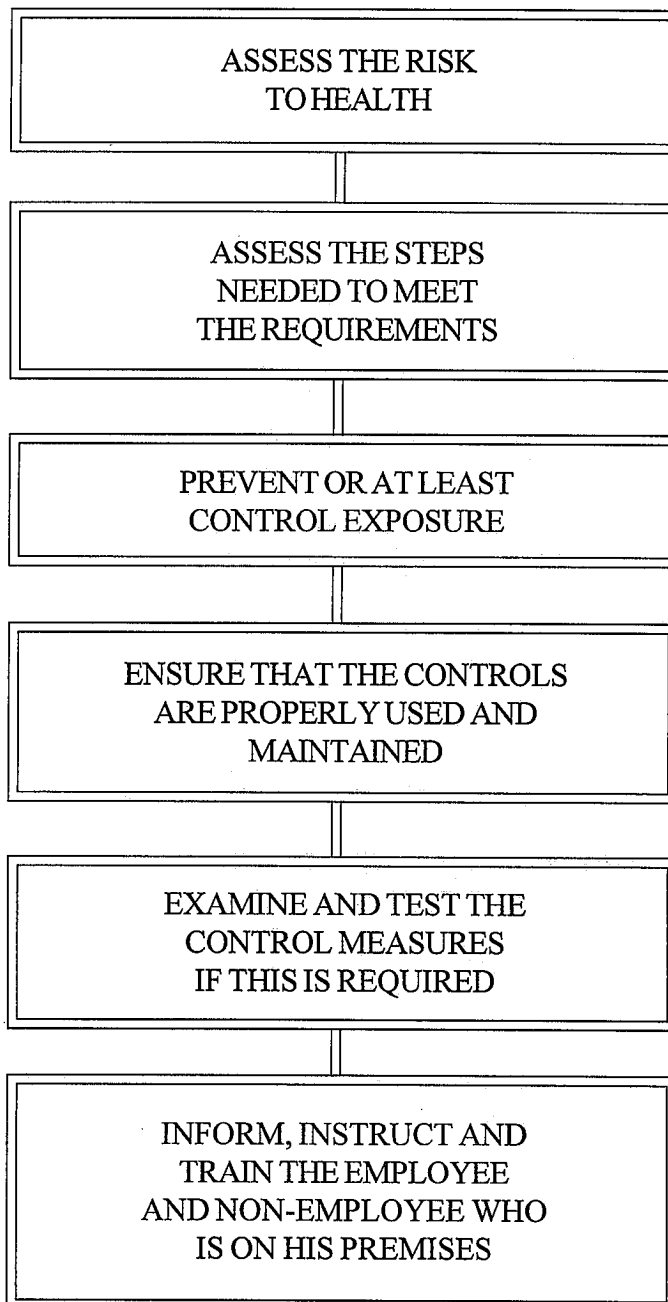 ASSESS THE RISK
TO HEALTH
ASSESS THE STEPS
NEEDED TO MEET
THE REQUIREMENTS
PREVENT OR AT LEAST
CONTROL EXPOSURE
ENSURE THAT THE CONTROLS
ARE PROPERLY USED AND
MAINTAINED
EXAMINE AND TEST THE
CONTROL MEASURES
IF THIS IS REQUIRED
INFORM, INSTRUCT AND
TRAIN THE EMPLOYEE
AND NON-EMPLOYEE WHO
IS ON HIS PREMISES